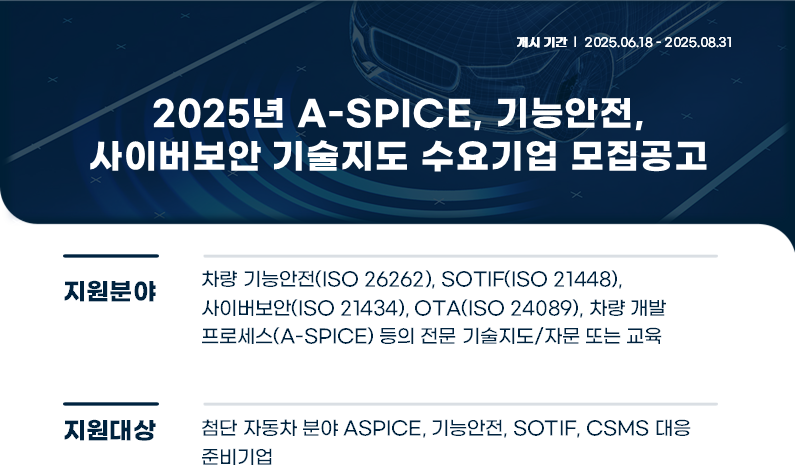 게시 기간 | 2025.06.18 - 2025.08.31
2025년 A-SPICE, 기능안전,
사이버보안 기술지도 수요기업 모집공고
지원분야
차량 기능안전(ISO 26262), SOTIF(ISO 21448),
사이버보안(ISO 21434), OTA(ISO 24089), 차량 개발
프로세스(A-SPICE) 등의 전문 기술지도/자문 또는 교육
지원대상
첨단 자동차 분야 ASPICE, 기능안전, SOTIF, CSMS 대응
준비기업